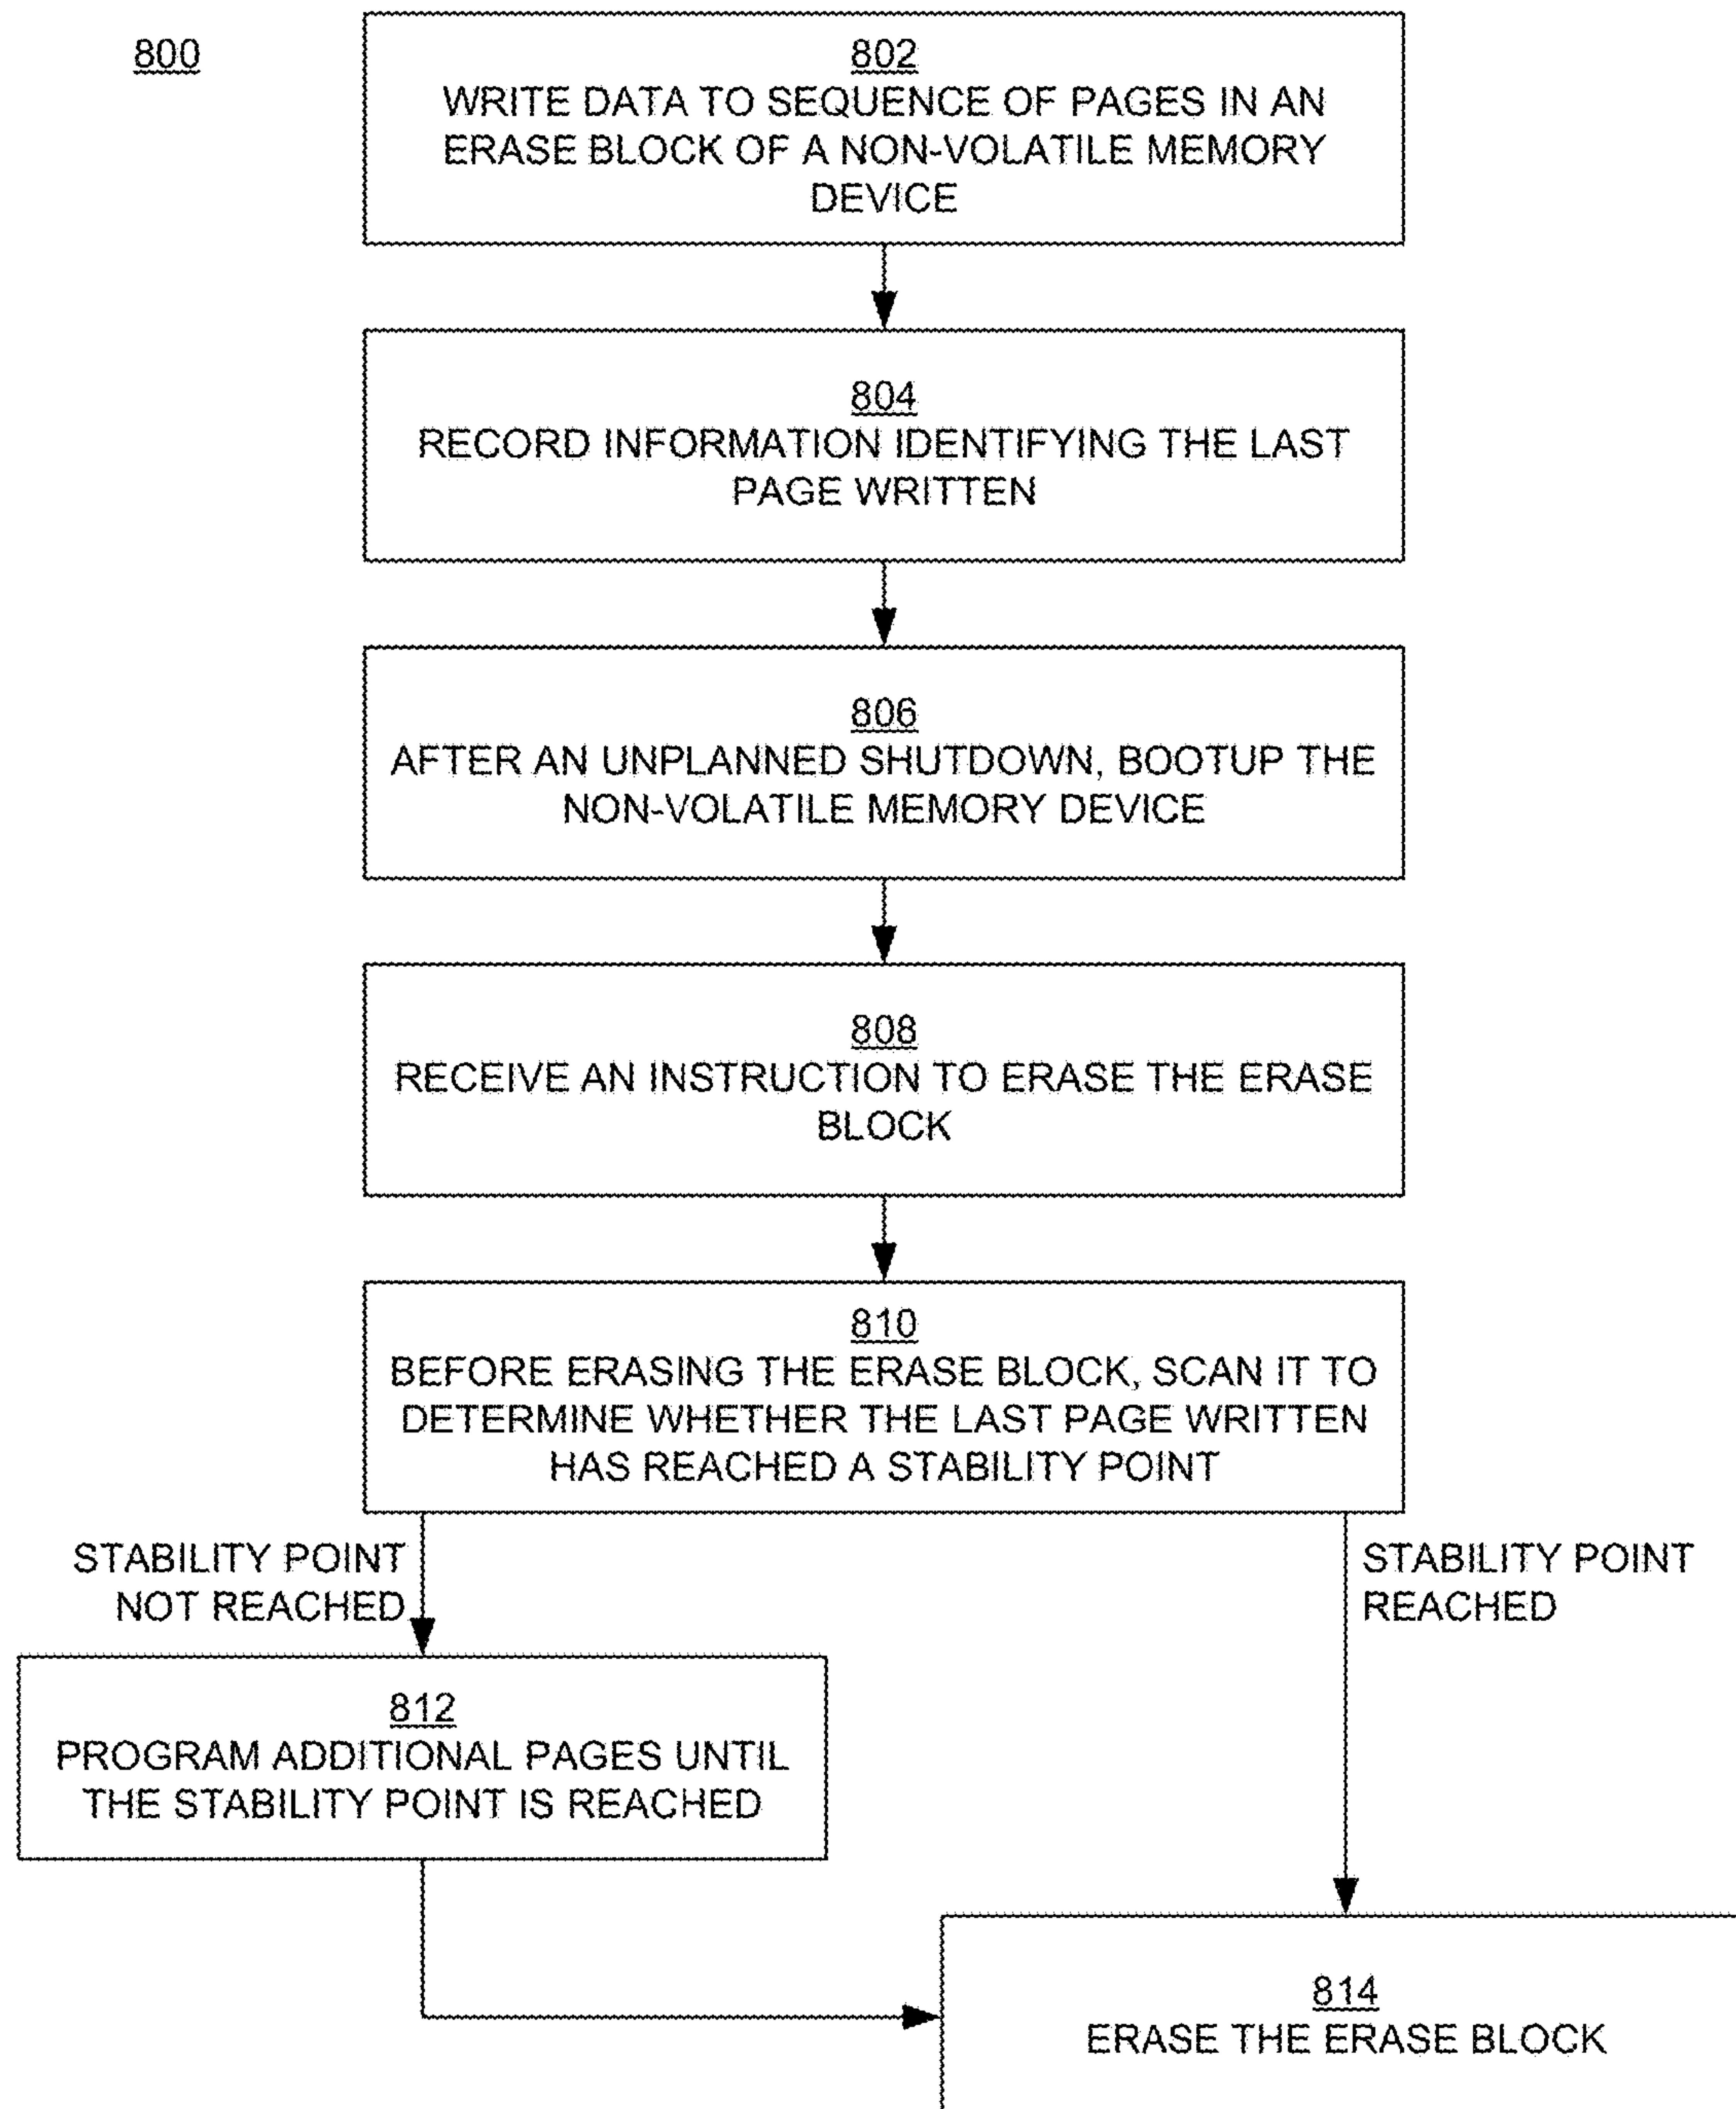 800
802
WRITE DATA TO SEQUENCE OF PAGES IN AN
ERASE BLOCK OF A NON-VOLATILE MEMORY
DEVICE
804
RECORD INFORMATION IDENTIFYING THE LAST
PAGE WRITTEN
806
AFTER AN UNPLANNED SHUTDOWN, BOOTUP THE
NON-VOLATILE MEMORY DEVICE
808
RECEIVE AN INSTRUCTION TO ERASE THE ERASE
BLOCK
810
BEFORE ERASING THE ERASE BLOCK, SCAN IT TO
DETERMINE WHETHER THE LAST PAGE WRITTEN
HAS REACHED A STABILITY POINT
STABILITY POINT
NOT REACHED
STABILITY POINT
REACHED
812
PROGRAM ADDITIONAL PAGES UNTIL
THE STABILITY POINT IS REACHED
814
ERASE THE ERASE BLOCK